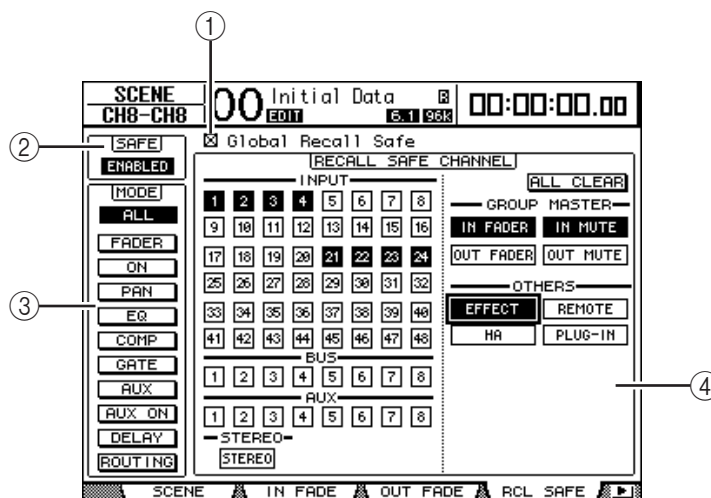 1
SCENE 00 Initial Data R 00:00:00.00
CH8-CH8 EDIT 6.1 96K
2
SAFE
ENABLED
Global Recall Safe
RECALL SAFE CHANNEL
3
MODE
ALL
FADER
ON
PAN
EQ
COMP
GATE
AUX
AUX ON
DELAY
ROUTING
INPUT
1 2 3 4 5 6 7 8
9 10 11 12 13 14 15 16
17 18 19 20 21 22 23 24
25 26 27 28 29 30 31 32
33 34 35 36 37 38 39 40
41 42 43 44 45 46 47 48
BUS
1 2 3 4 5 6 7 8
AUX
1 2 3 4 5 6 7 8
STEREO
STEREO
ALL CLEAR
GROUP MASTER
IN FADER IN MUTE
OUT FADER OUT MUTE
OTHERS
EFFECT REMOTE
HA PLUG-IN
4
SCENE IN FADE OUT FADE RCL SAFE